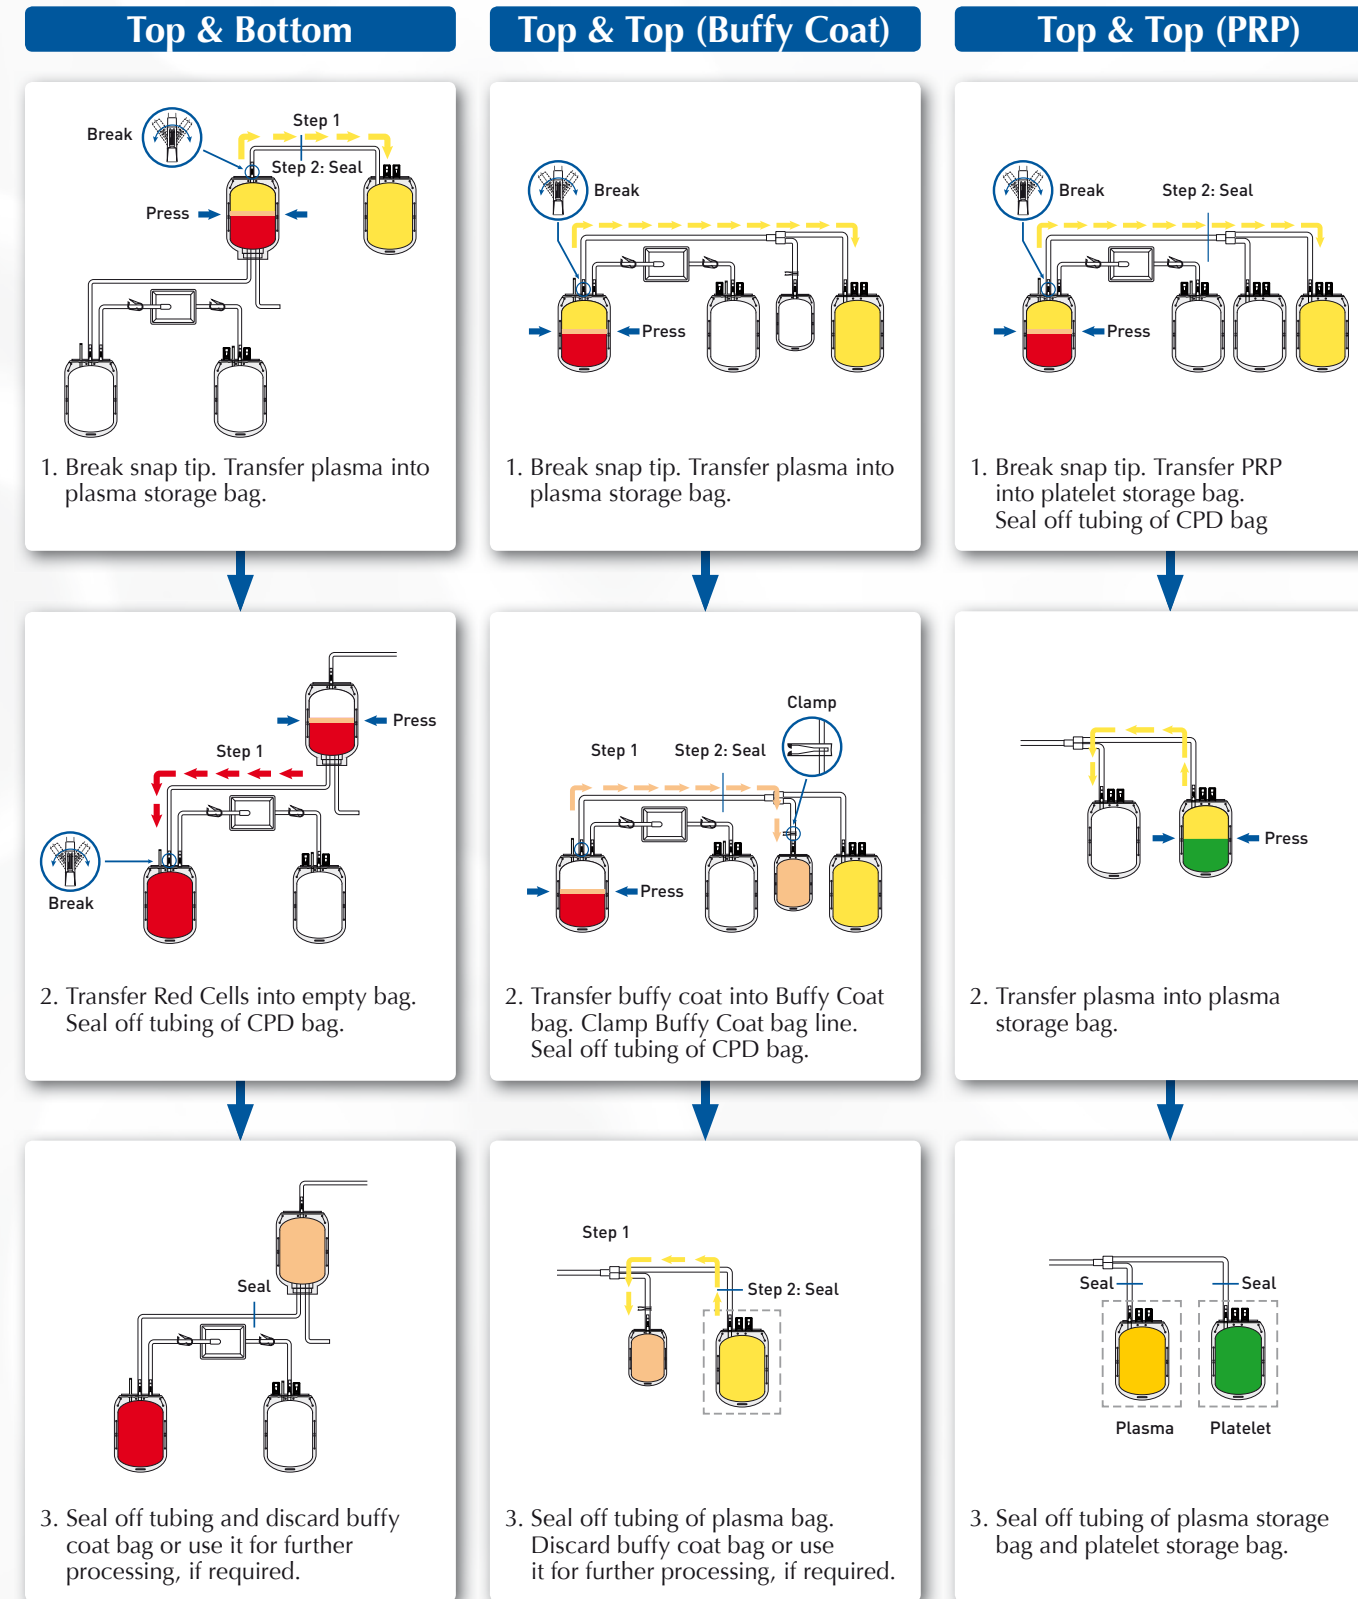 Top & Bottom
Break
Step 1
Step 2: Seal
Press
1. Break snap tip. Transfer plasma into
plasma storage bag.
Press
Step 1
Break
2. Transfer Red Cells into empty bag.
Seal off tubing of CPD bag.
Seal
3. Seal off tubing and discard buffy
coat bag or use it for further
processing, if required.
Top & Top (Buffy Coat)
Break
Press
1. Break snap tip. Transfer plasma into
plasma storage bag.
Clamp
Step 1
Step 2: Seal
Press
2. Transfer buffy coat into Buffy Coat
bag. Clamp Buffy Coat bag line.
Seal off tubing of CPD bag.
Step 1
Step 2: Seal
3. Seal off tubing of plasma bag.
Discard buffy coat bag or use
it for further processing, if required.
Top & Top (PRP)
Break
Step 2: Seal
Press
1. Break snap tip. Transfer PRP
into platelet storage bag.
Seal off tubing of CPD bag
Press
2. Transfer plasma into plasma
storage bag.
Seal
Seal
Plasma
Platelet
3. Seal off tubing of plasma storage
bag and platelet storage bag.